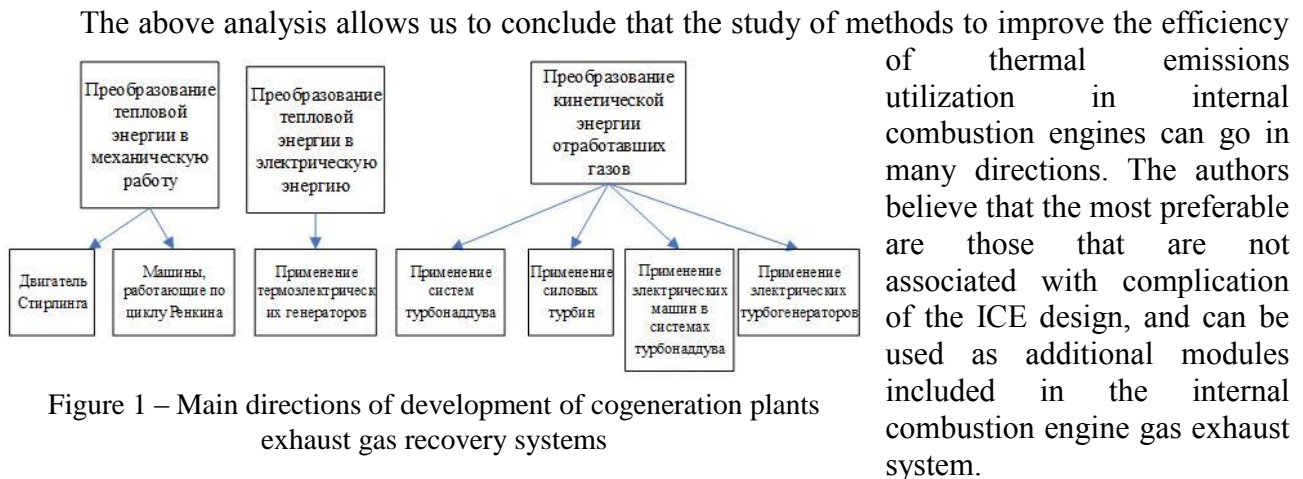 The above analysis allows us to conclude that the study of methods to improve the efficiency
of thermal emissions
utilization in internal
combustion engines can go in
many directions. The authors
believe that the most preferable
are those that are not
associated with complication
of the ICE design, and can be
used as additional modules
included in the internal
combustion engine gas exhaust
system.
Преобразование
тепловой
энергии в
механическую
работу
Преобразование
тепловой
энергии в
электрическую
энергию
Преобразование
кинетической
энергии
отработавших
газов
Двигатель
Стирлинга
Машины,
работающие по
циклу Ренкина
Применение
термоэлектрическ
их генераторов
Применение
систем
турбонаддува
Применение
силовых
турбин
Применение
электрических
машин в
системах
турбонаддува
Применение
электрических
турбогенераторов
Figure 1 – Main directions of development of cogeneration plants
exhaust gas recovery systems